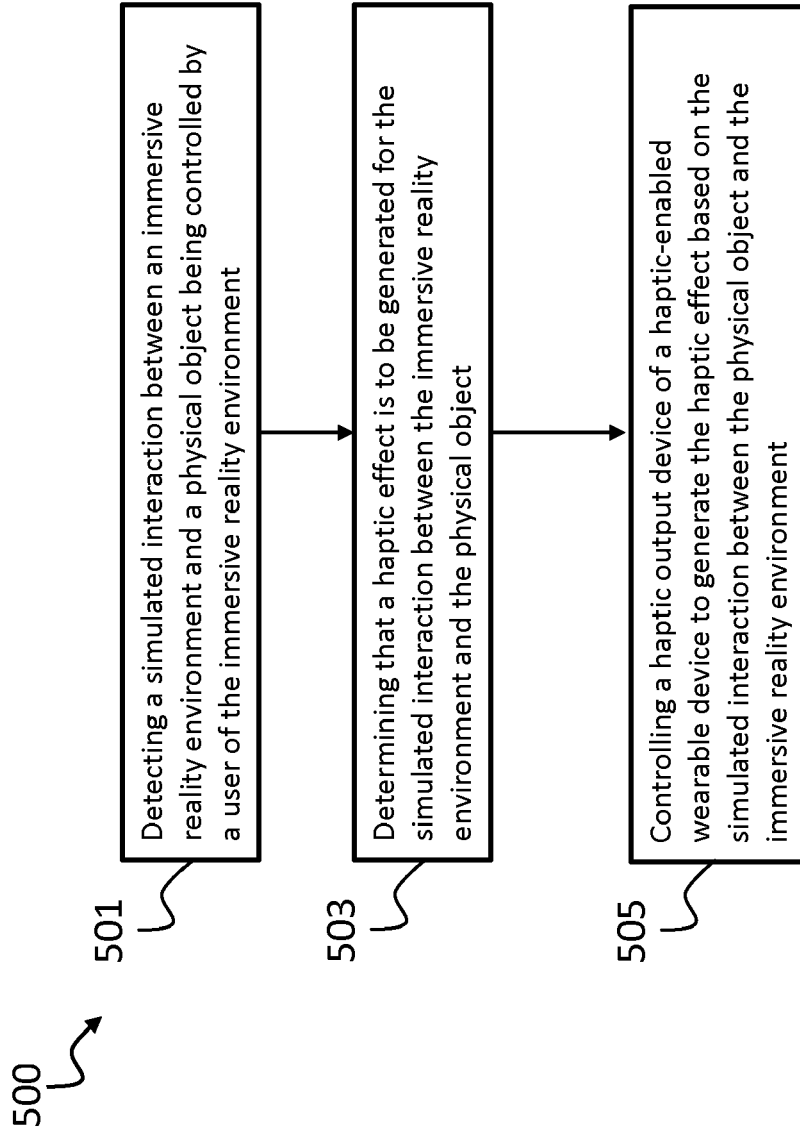 500
501
Detecting a simulated interaction between an immersive
reality environment and a physical object being controlled by
a user of the immersive reality environment
503
Determining that a haptic effect is to be generated for the
simulated interaction between the immersive reality
environment and the physical object
505
Controlling a haptic output device of a haptic-enabled
wearable device to generate the haptic effect based on the
simulated interaction between the physical object and the
immersive reality environment